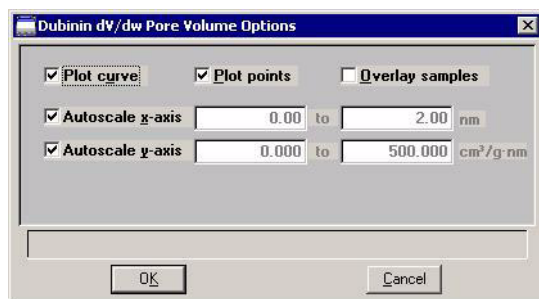 Dubinin dV/dw Pore Volume Options
Plot curve Plot points Overlay samples
Autoscale x-axis 0.00 to 2.00 nm
Autoscale y-axis 0.000 to 500.000 cm³/g·nm
OK Cancel